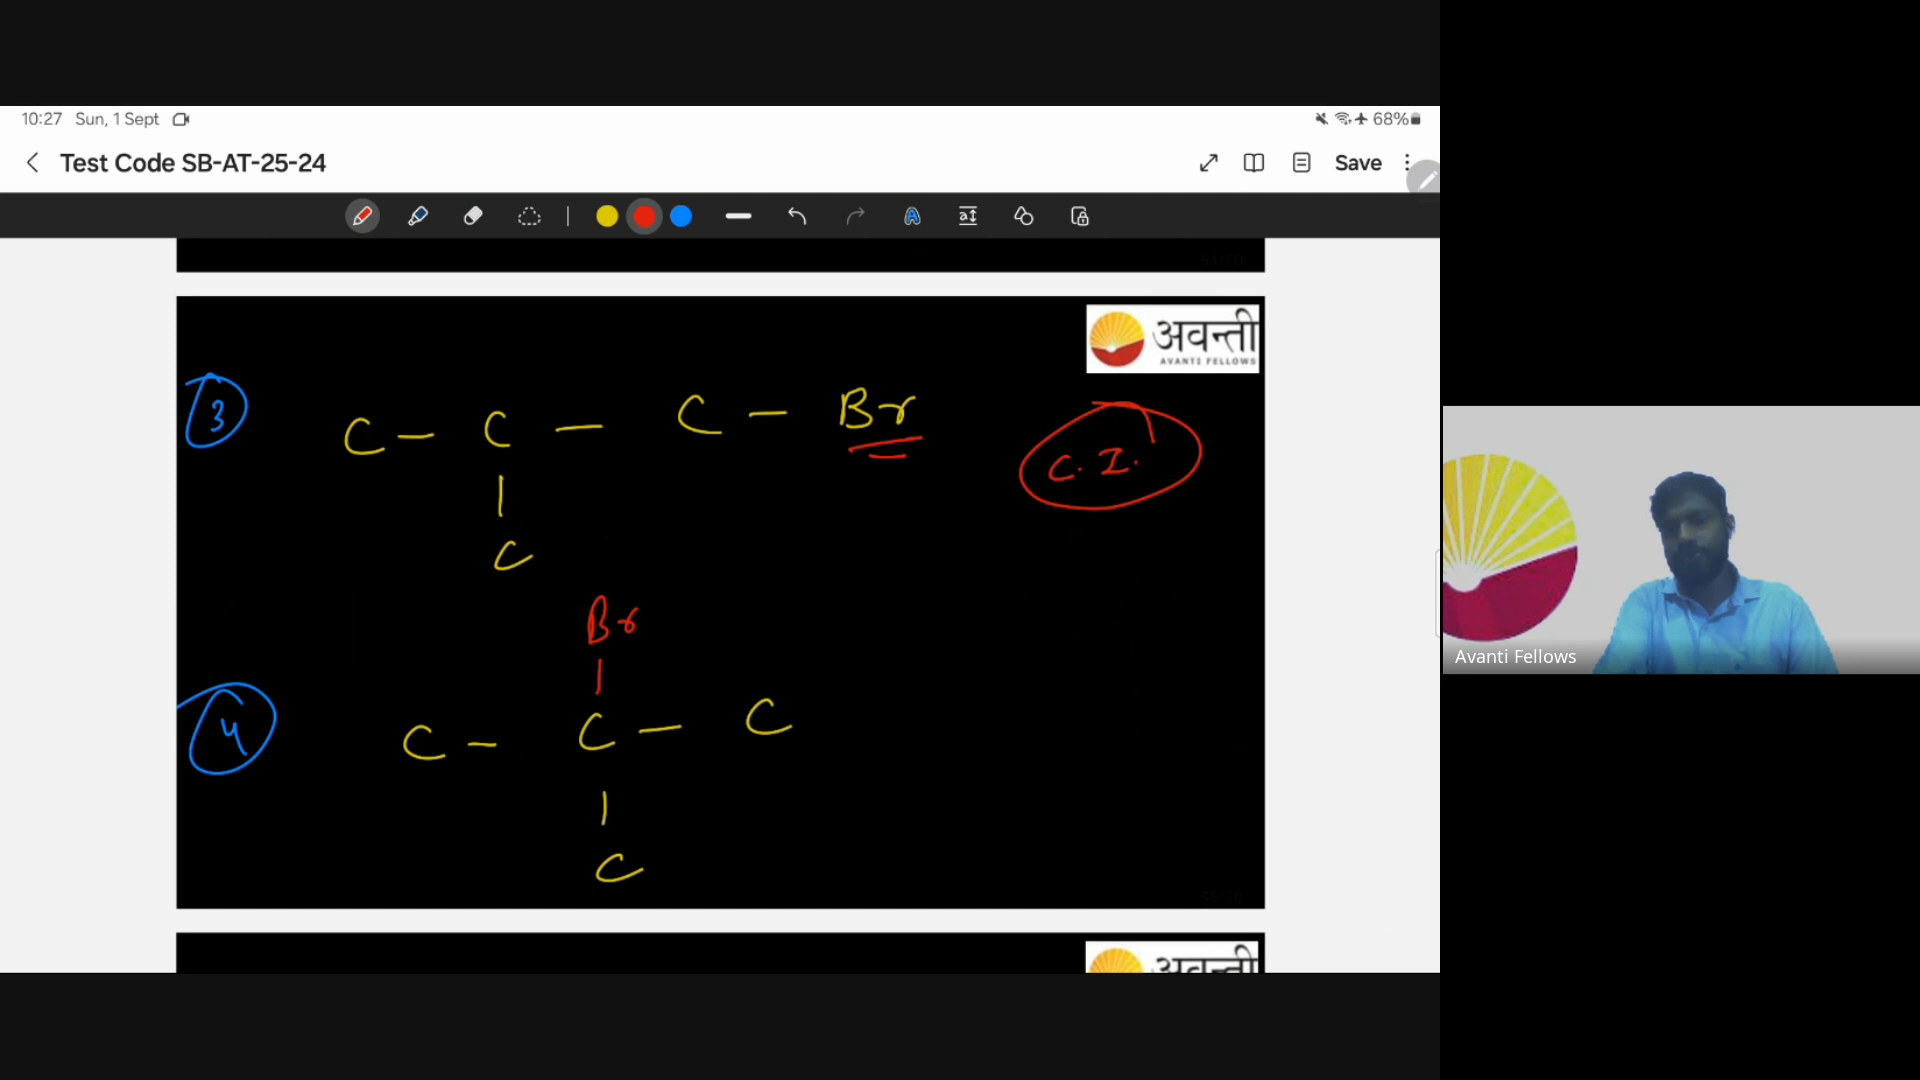 10:27 Sun, 1 Sept
68%
Test Code SB-AT-25-24
Save
अवन्ती
AVANTI FELLOWS
3
C - C - C - Br
|
C
C.I.
Br
|
4
C - C - C
|
C
Avanti Fellows
अवन्ती